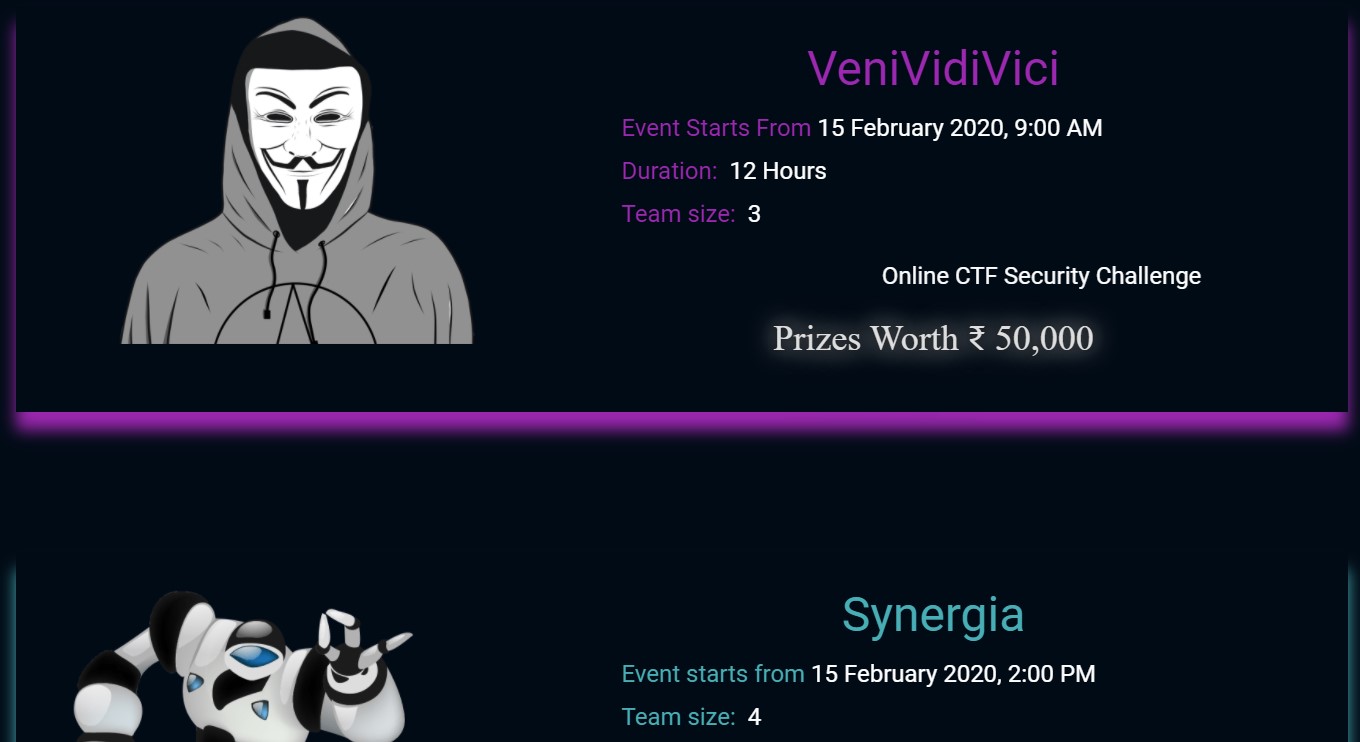 VeniVidiVici
Event Starts From 15 February 2020, 9:00 AM
Duration: 12 Hours
Team size: 3
Online CTF Security Challenge
Prizes Worth ₹ 50,000
Synergia
Event starts from 15 February 2020, 2:00 PM
Team size: 4